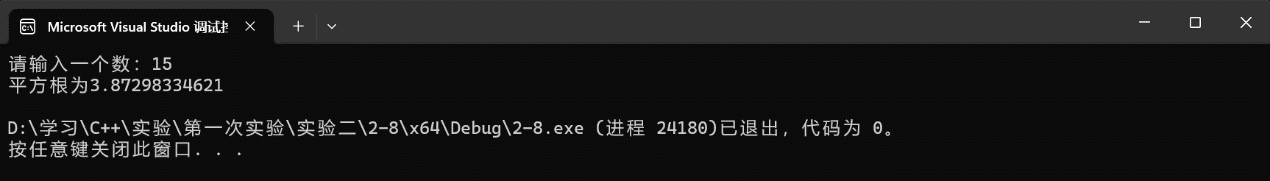 Microsoft Visual Studio 调试
请输入一个数：15
平方根为3.87298334621
D:\学习\C++\实验\第一次实验\实验二\2-8\x64\Debug\2-8.exe (进程 24180)已退出，代码为 0。
按任意键关闭此窗口. . .